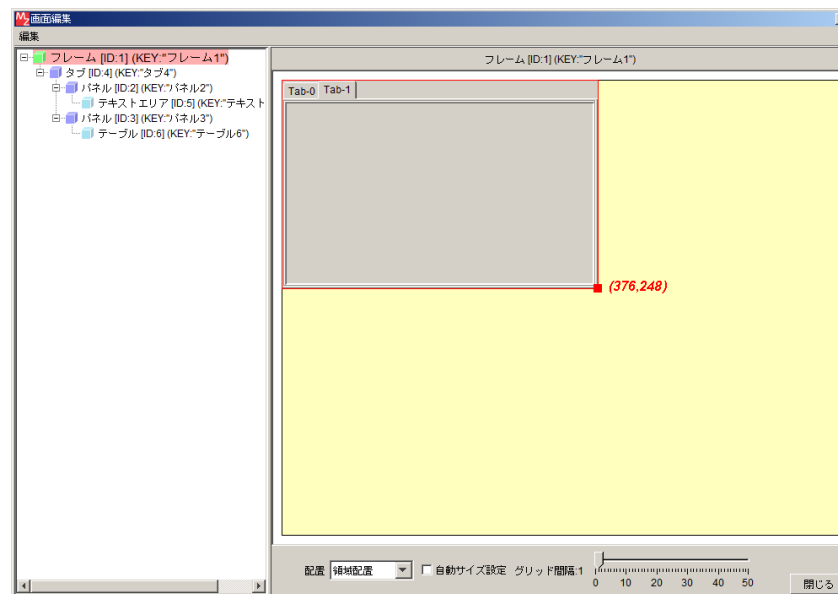 MZ 画面編集
編集
フレーム [ID:1] (KEY:"フレーム1")
タブ [ID:4] (KEY:"タブ4")
パネル [ID:2] (KEY:"パネル2")
テキストエリア [ID:5] (KEY:"テキスト
パネル [ID:3] (KEY:"パネル3")
テーブル [ID:6] (KEY:"テーブル6")
フレーム [ID:1] (KEY:"フレーム1")
Tab-0 Tab-1
(376,248)
配置 領域配置 自動サイズ設定 グリッド間隔:1
0 10 20 30 40 50
閉じる